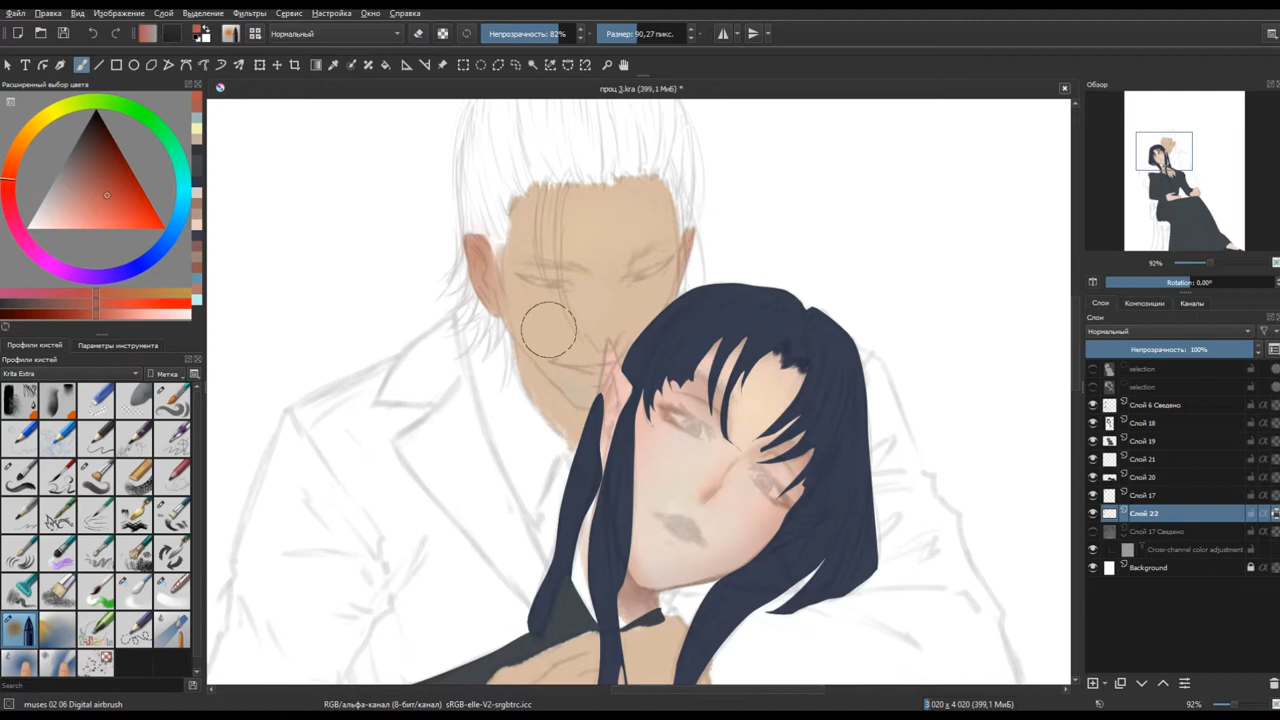 Файл Правка Вид Изображение Слой Выделение Фильтры Сервис Настройка Окно Справка
Нормальный Непрозрачность: 82% Размер: 90,27 пикс.
Расширенный выбор цвета
проц 3.kra (399,1 МиБ) *
Обзор
92%
Rotation: 0,00°
Слои Композиции Каналы
Слои
Нормальный
Непрозрачность: 100%
selection
selection
Слой 6 Сведено
Слой 18
Слой 19
Слой 21
Слой 20
Слой 17
Слой 22
Слой 17 Сведено
Cross-channel color adjustment
Background
Профили кистей Параметры инструмента
Профили кистей
Krita Extra Метка
Search
muses 02 06 Digital airbrush RGB/альфа-канал (8-бит/канал) sRGB-elle-V2-srgbtrc.icc 3 020 x 4 020 (399,1 МиБ) 92%